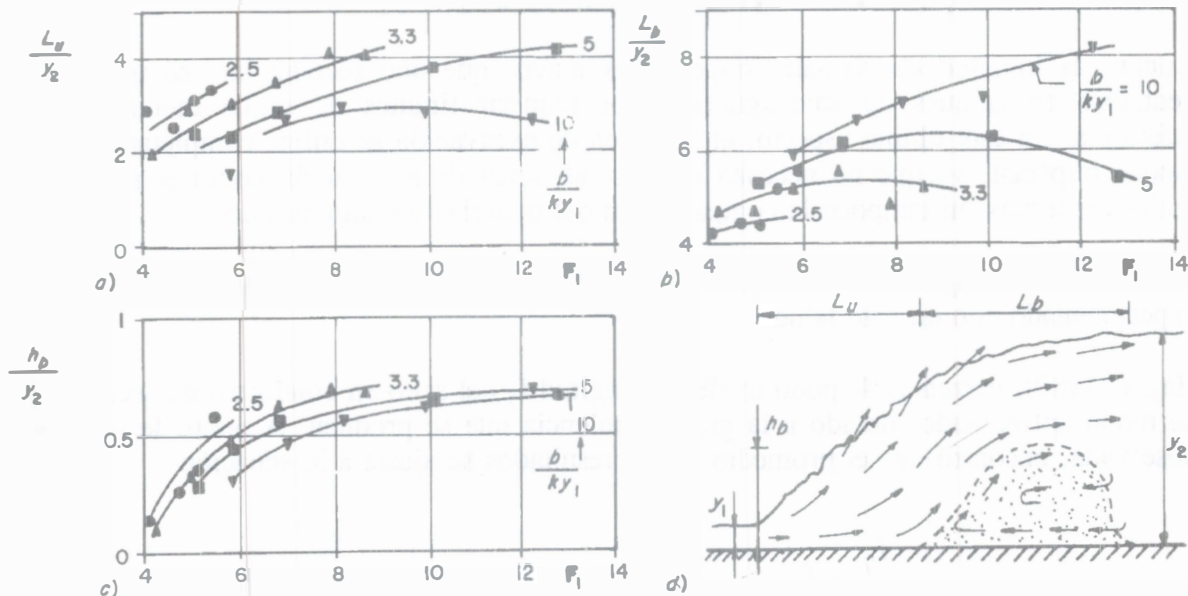 L_u / y_2
4
2
0
2.5
3.3
5
10
b / ky_1
4 6 8 10 12 F_1 14
a)
L_b / y_2
8
6
4
b / ky_1 = 10
5
3.3
2.5
4 6 8 10 12 F_1 14
b)
h_b / y_2
1
0.5
0
2.5
3.3
5
10
b / ky_1
4 6 8 10 12 F_1 14
c)
L_u L_b
h_b
y_1
y_2
d)